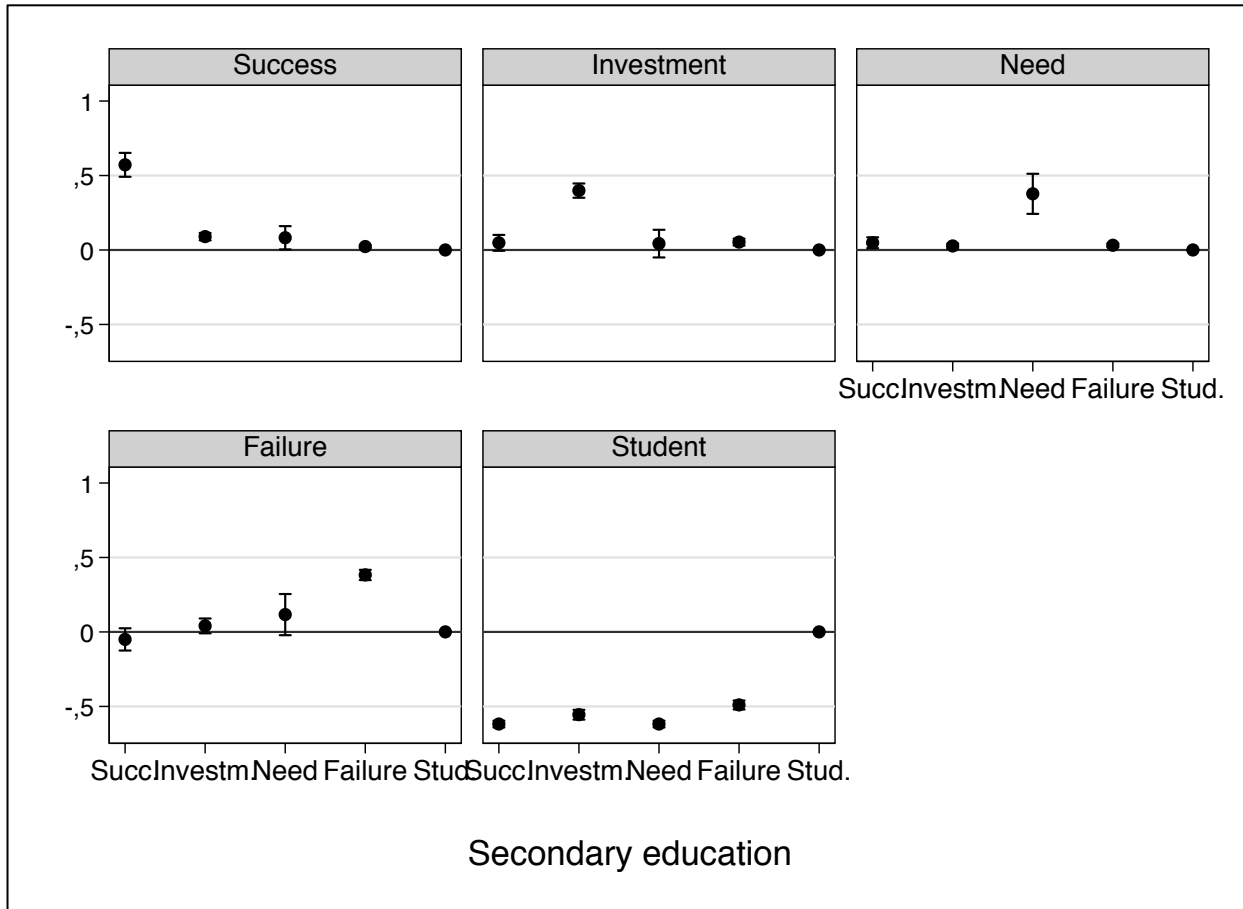 Success Investment Need
1
,5
0
-,5
Succ. Investm. Need Failure Stud.
Failure Student
1
,5
0
-,5
Succ. Investm. Need Failure Stud. Succ. Investm. Need Failure Stud.
Secondary education